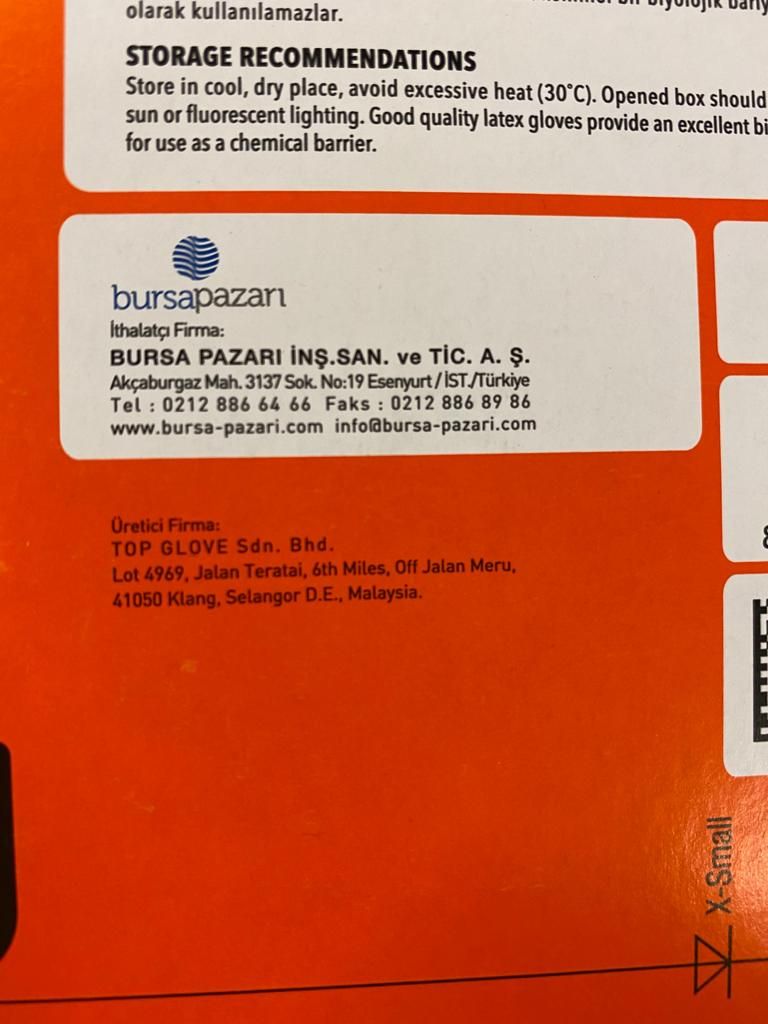 olarak kullanılamazlar.
STORAGE RECOMMENDATIONS
Store in cool, dry place, avoid excessive heat (30°C). Opened box should
sun or fluorescent lighting. Good quality latex gloves provide an excellent bi
for use as a chemical barrier.
bursapazarı
İthalatçı Firma:
BURSA PAZARI İNŞ.SAN. ve TİC. A. Ş.
Akçaburgaz Mah. 3137 Sok. No:19 Esenyurt / İST./Türkiye
Tel : 0212 886 64 66 Faks : 0212 886 89 86
www.bursa-pazari.com info@bursa-pazari.com
Üretici Firma:
TOP GLOVE Sdn. Bhd.
Lot 4969, Jalan Teratai, 6th Miles, Off Jalan Meru,
41050 Klang, Selangor D.E., Malaysia.
X-Small